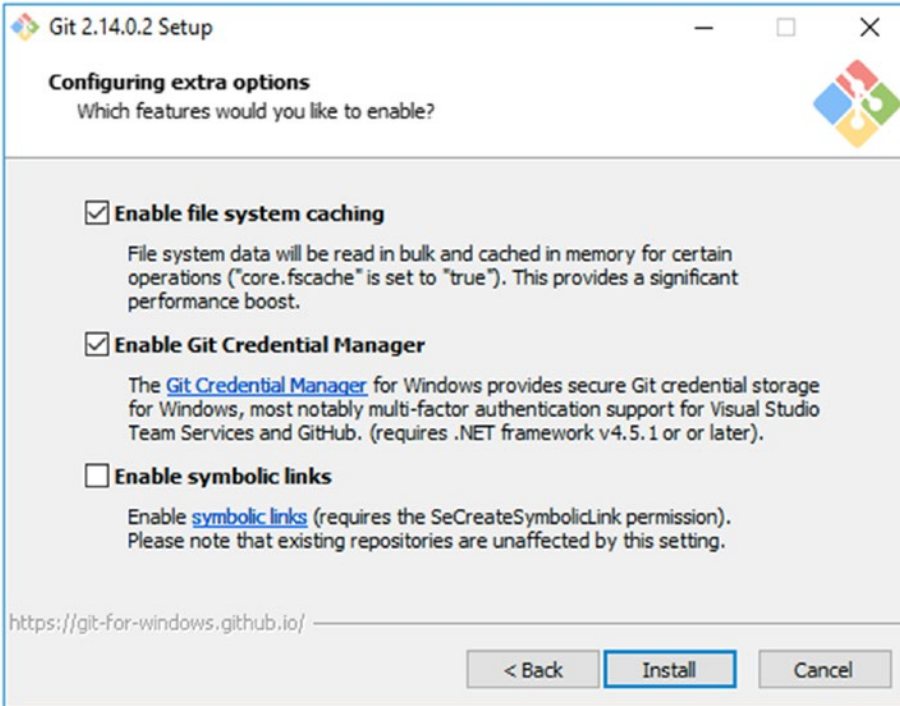 Git 2.14.0.2 Setup
Configuring extra options
Which features would you like to enable?
Enable file system caching
File system data will be read in bulk and cached in memory for certain
operations ("core.fscache" is set to "true"). This provides a significant
performance boost.
Enable Git Credential Manager
The Git Credential Manager for Windows provides secure Git credential storage
for Windows, most notably multi-factor authentication support for Visual Studio
Team Services and GitHub. (requires .NET framework v4.5.1 or or later).
Enable symbolic links
Enable symbolic links (requires the SeCreateSymbolicLink permission).
Please note that existing repositories are unaffected by this setting.
https://git-for-windows.github.io/
< Back Install Cancel